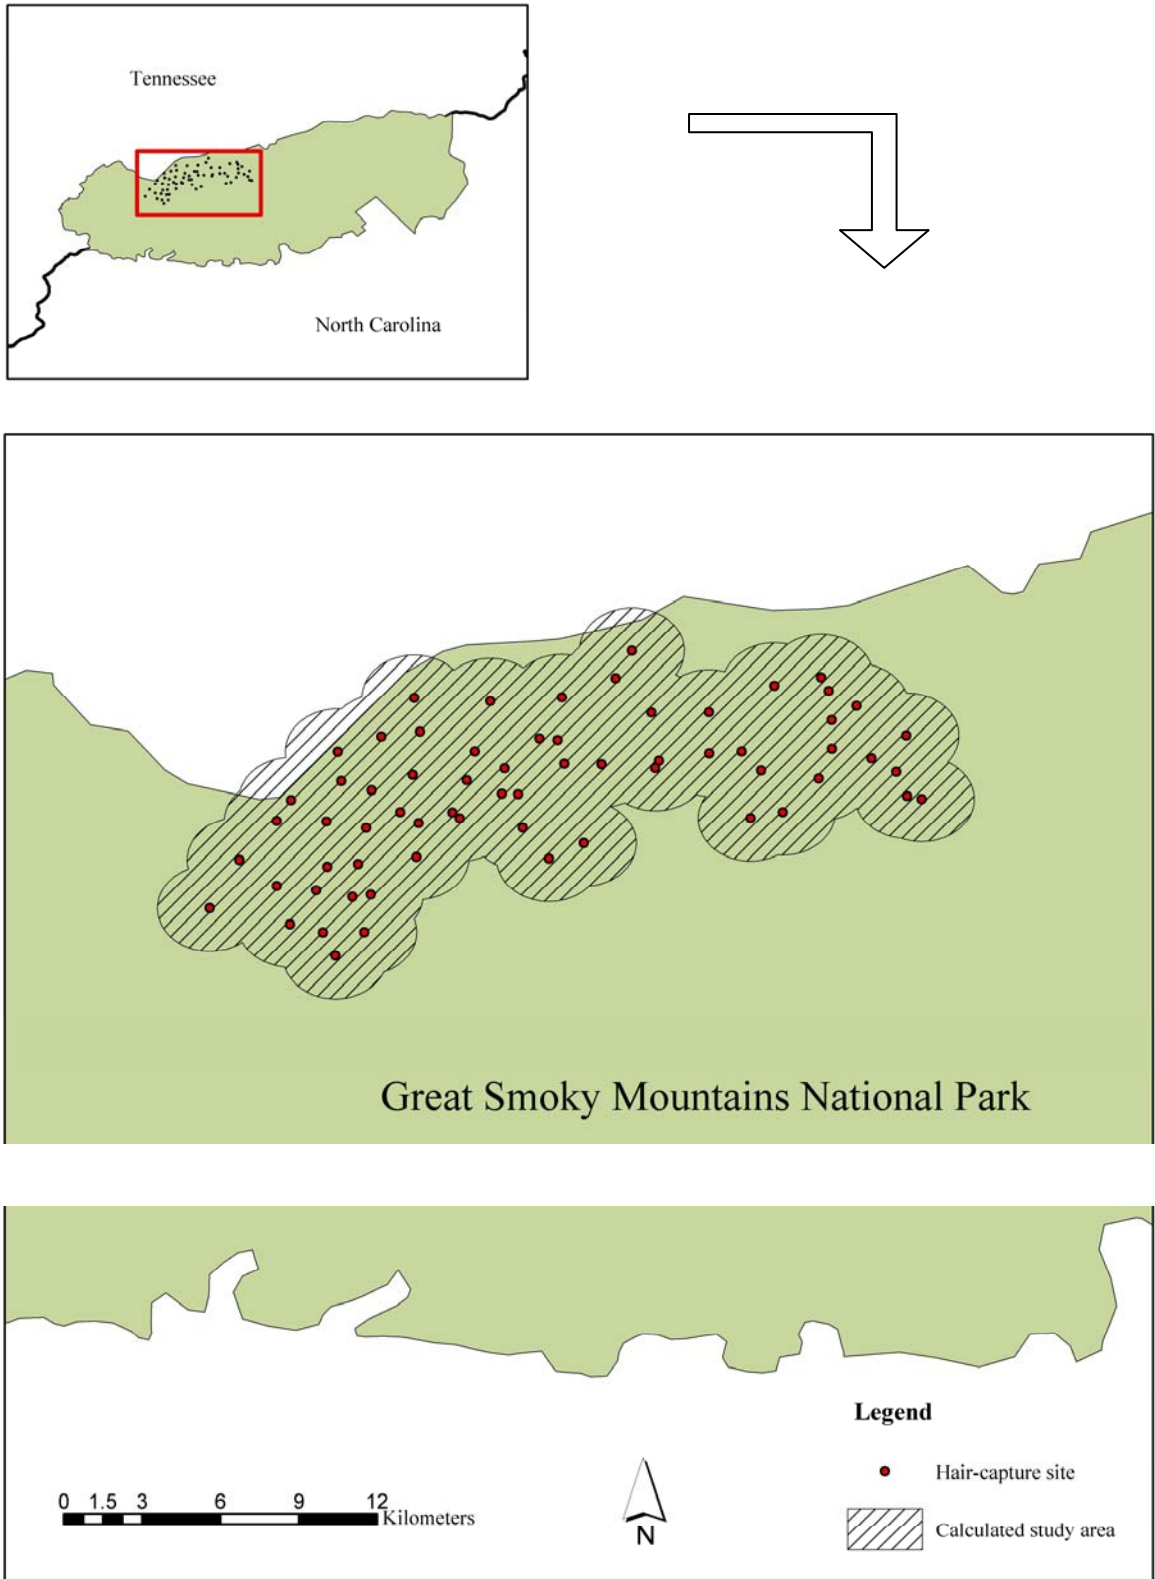 Tennessee
North Carolina
Great Smoky Mountains National Park
Legend
Hair-capture site
0 1.5 3 6 9 12
Kilometers
N
Calculated study area